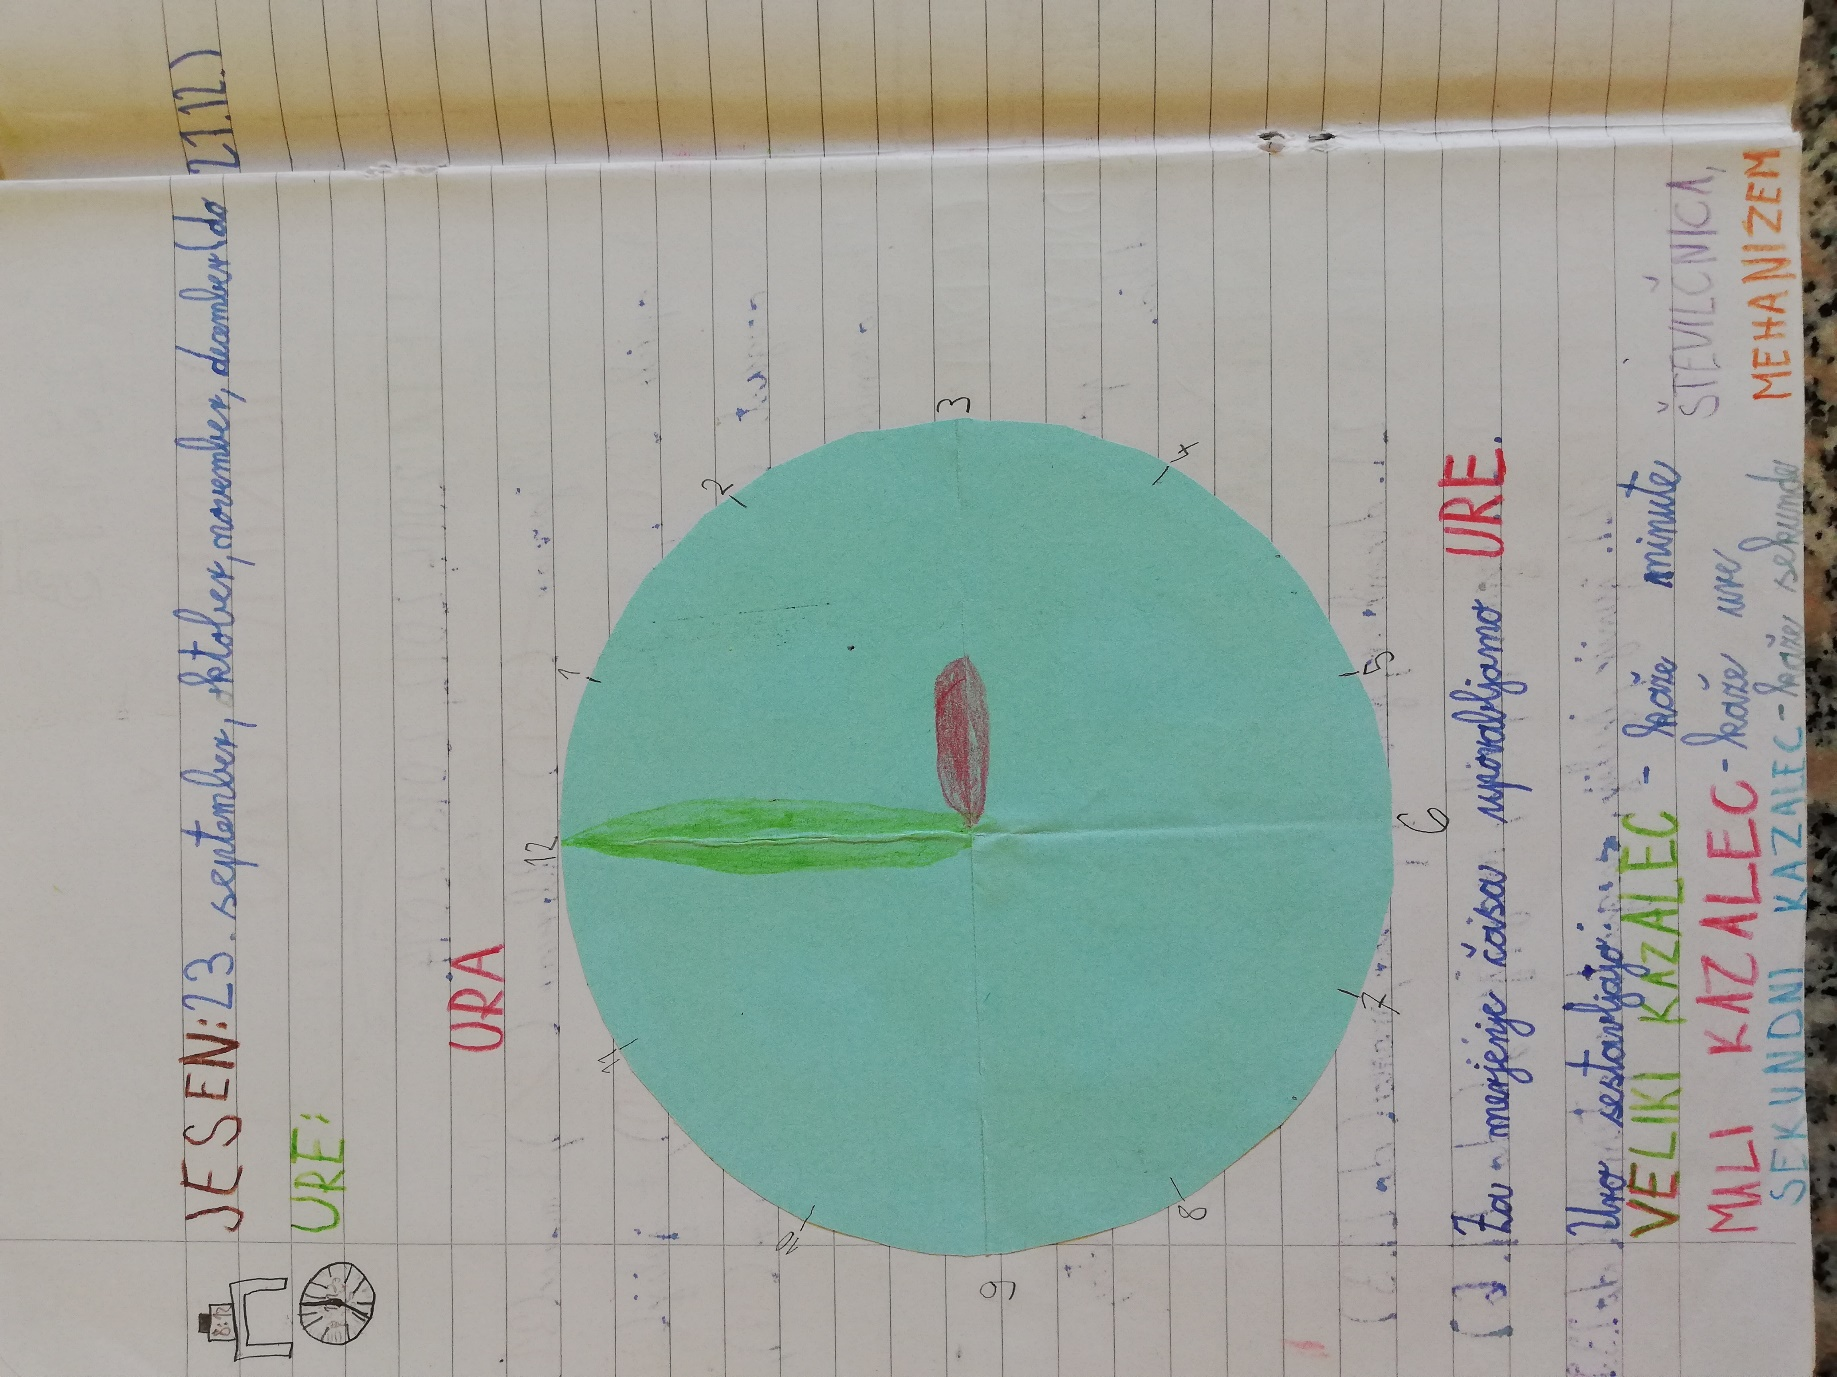 JESEN: 23. september, oktober, november, december (do 21.12.)
URE:
8:12
URA
12
1
2
3
4
5
6
7
8
9
10
11
Za merjenje časa uporabljamo URE.
Uro sestavljajo:
VELIKI KAZALEC - kaže minute
ŠTEVILČNICA,
MALI KAZALEC - kaže ure
MEHANIZEM
SEKUNDNI KAZALEC - kaže sekunde